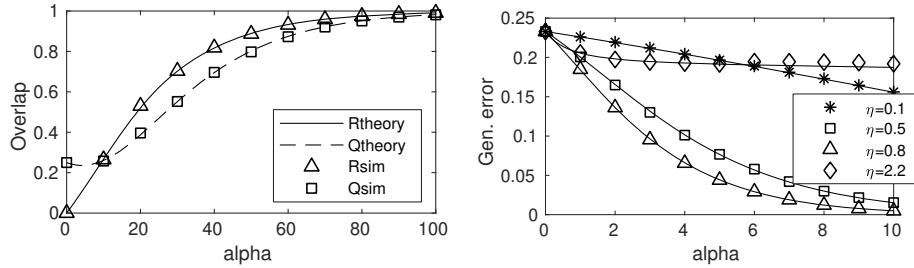 1
0.8
0.6
0.4
0.2
0
Overlap
0 20 40 60 80 100
alpha
Rtheory
Qtheory
Rsim
Qsim
0.25
0.2
0.15
0.1
0.05
0
Gen. error
0 2 4 6 8 10
alpha
η=0.1
η=0.5
η=0.8
η=2.2